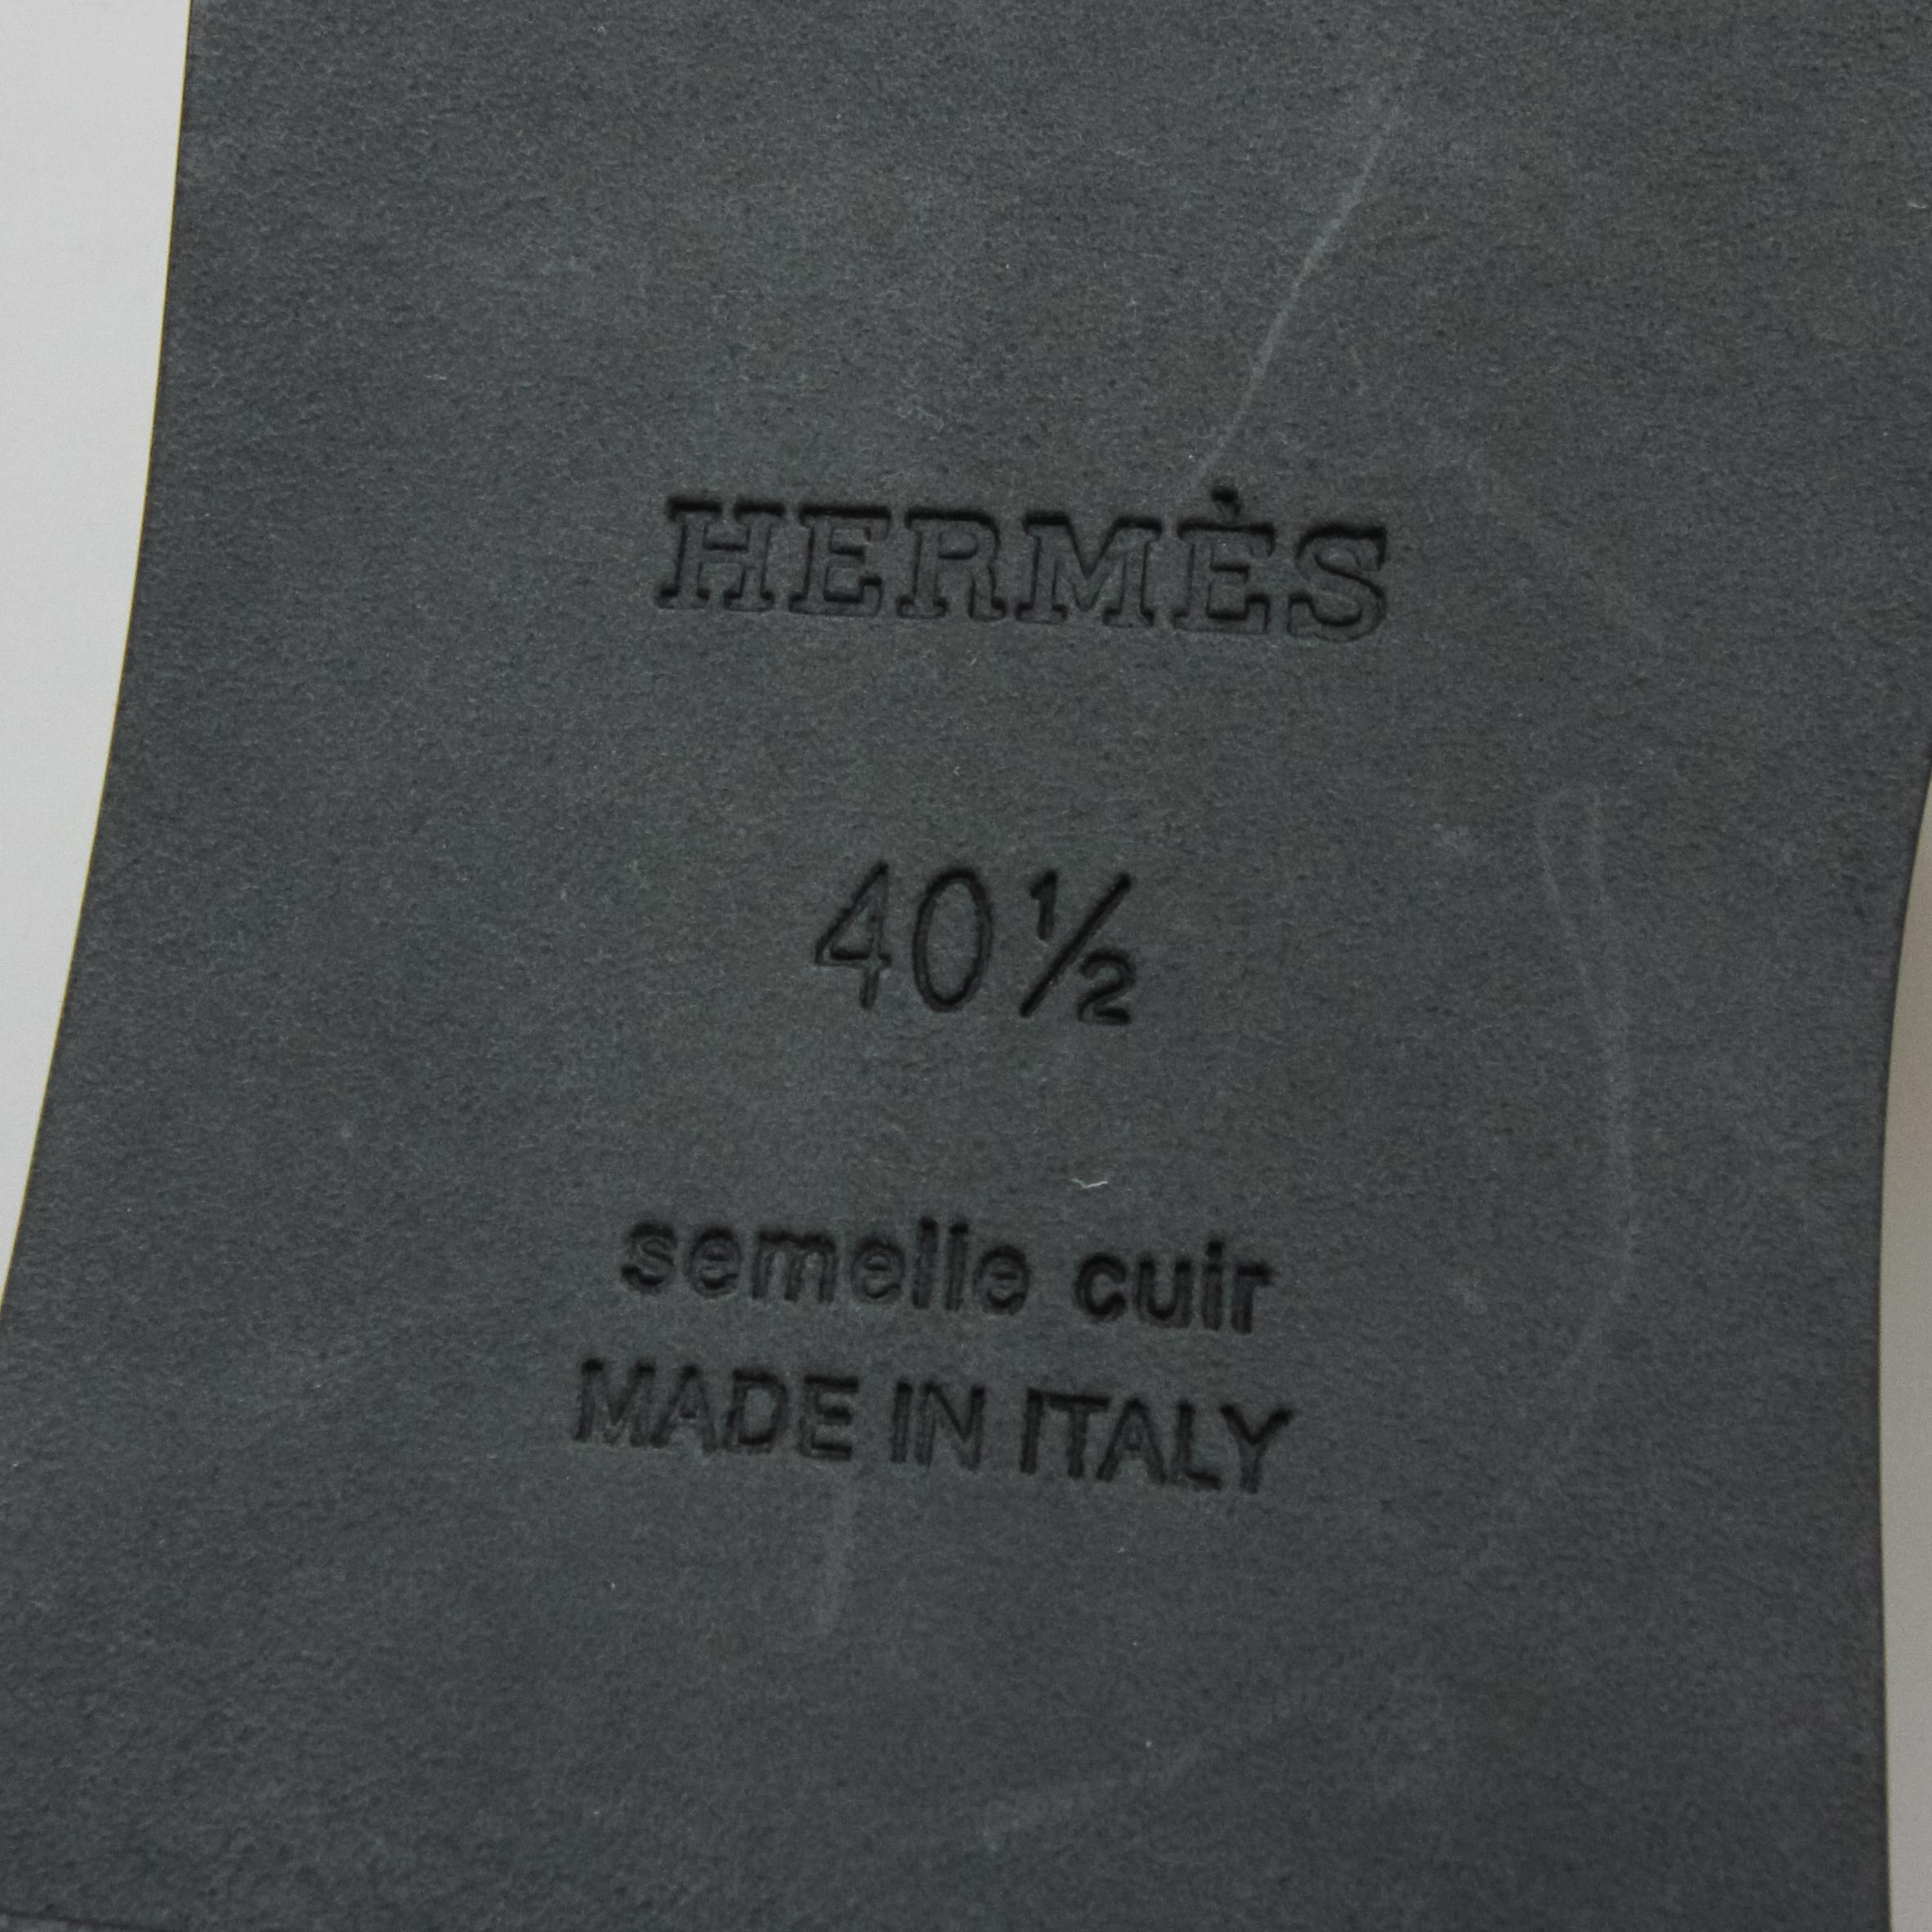 HERMÈS
40½
semelle cuir
MADE IN ITALY